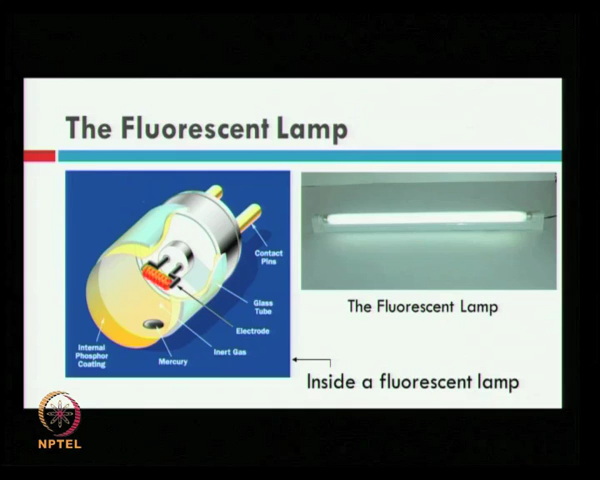 The Fluorescent Lamp
Contact
Pins
Glass
Tube
Electrode
Inert Gas
Mercury
Internal
Phosphor
Coating
The Fluorescent Lamp
Inside a fluorescent lamp
NPTEL